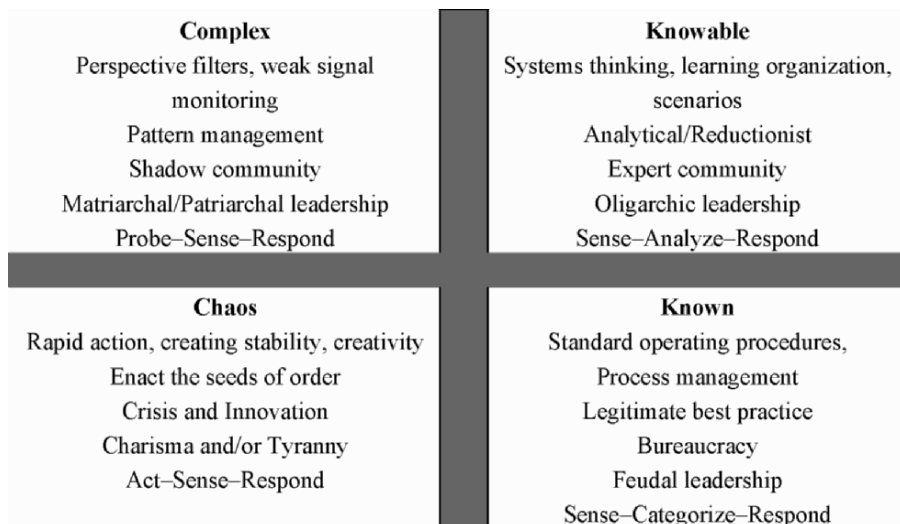 Complex
Perspective filters, weak signal
monitoring
Pattern management
Shadow community
Matriarchal/Patriarchal leadership
Probe–Sense–Respond
Knowable
Systems thinking, learning organization,
scenarios
Analytical/Reductionist
Expert community
Oligarchic leadership
Sense–Analyze–Respond
Chaos
Rapid action, creating stability, creativity
Enact the seeds of order
Crisis and Innovation
Charisma and/or Tyranny
Act–Sense–Respond
Known
Standard operating procedures,
Process management
Legitimate best practice
Bureaucracy
Feudal leadership
Sense–Categorize–Respond